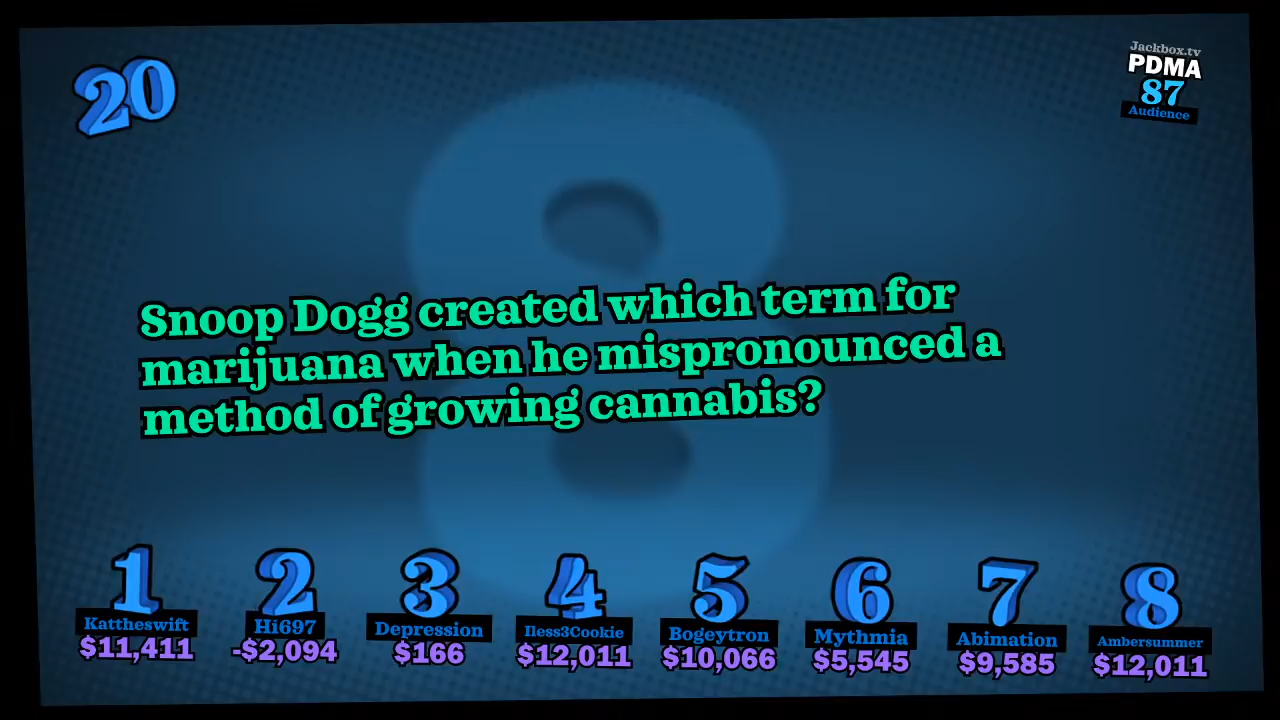 20
Jackbox.tv
PDMA
87
Audience
Snoop Dogg created which term for
marijuana when he mispronounced a
method of growing cannabis?
1 2 3 4 5 6 7 8
Kattheswift Hi697 Depression Iless3Cookie Bogeytron Mythmia Abimation Ambersummer
$11,411 -$2,094 $166 $12,011 $10,066 $5,545 $9,585 $12,011